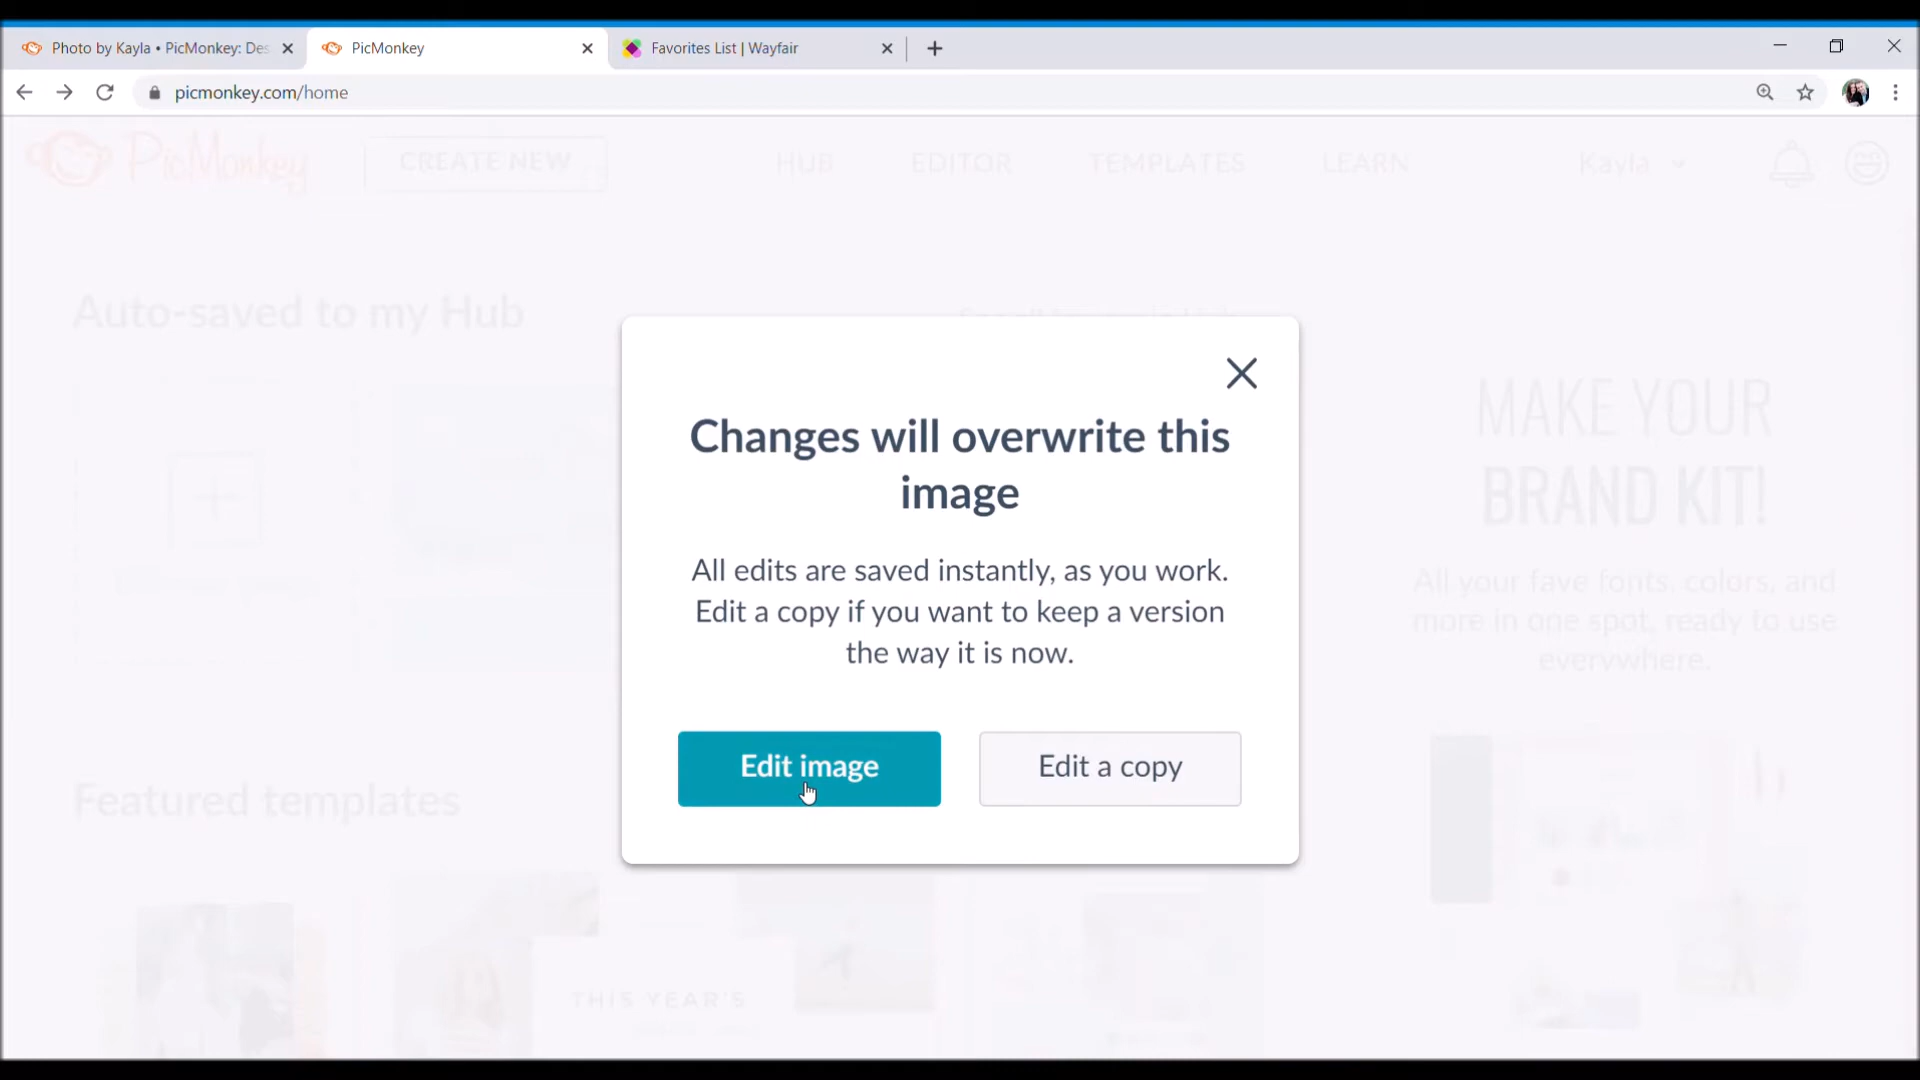 Photo by Kayla • PicMonkey: Des
PicMonkey
Favorites List | Wayfair
picmonkey.com/home
PicMonkey
CREATE NEW
HUB
EDITOR
TEMPLATES
LEARN
Kayla
Auto-saved to my Hub
MAKE YOUR
BRAND KIT!
All your fave fonts, colors, and
more in one spot, ready to use
everywhere.
Changes will overwrite this
image
All edits are saved instantly, as you work.
Edit a copy if you want to keep a version
the way it is now.
Edit image
Edit a copy
Featured templates
THIS YEAR'S